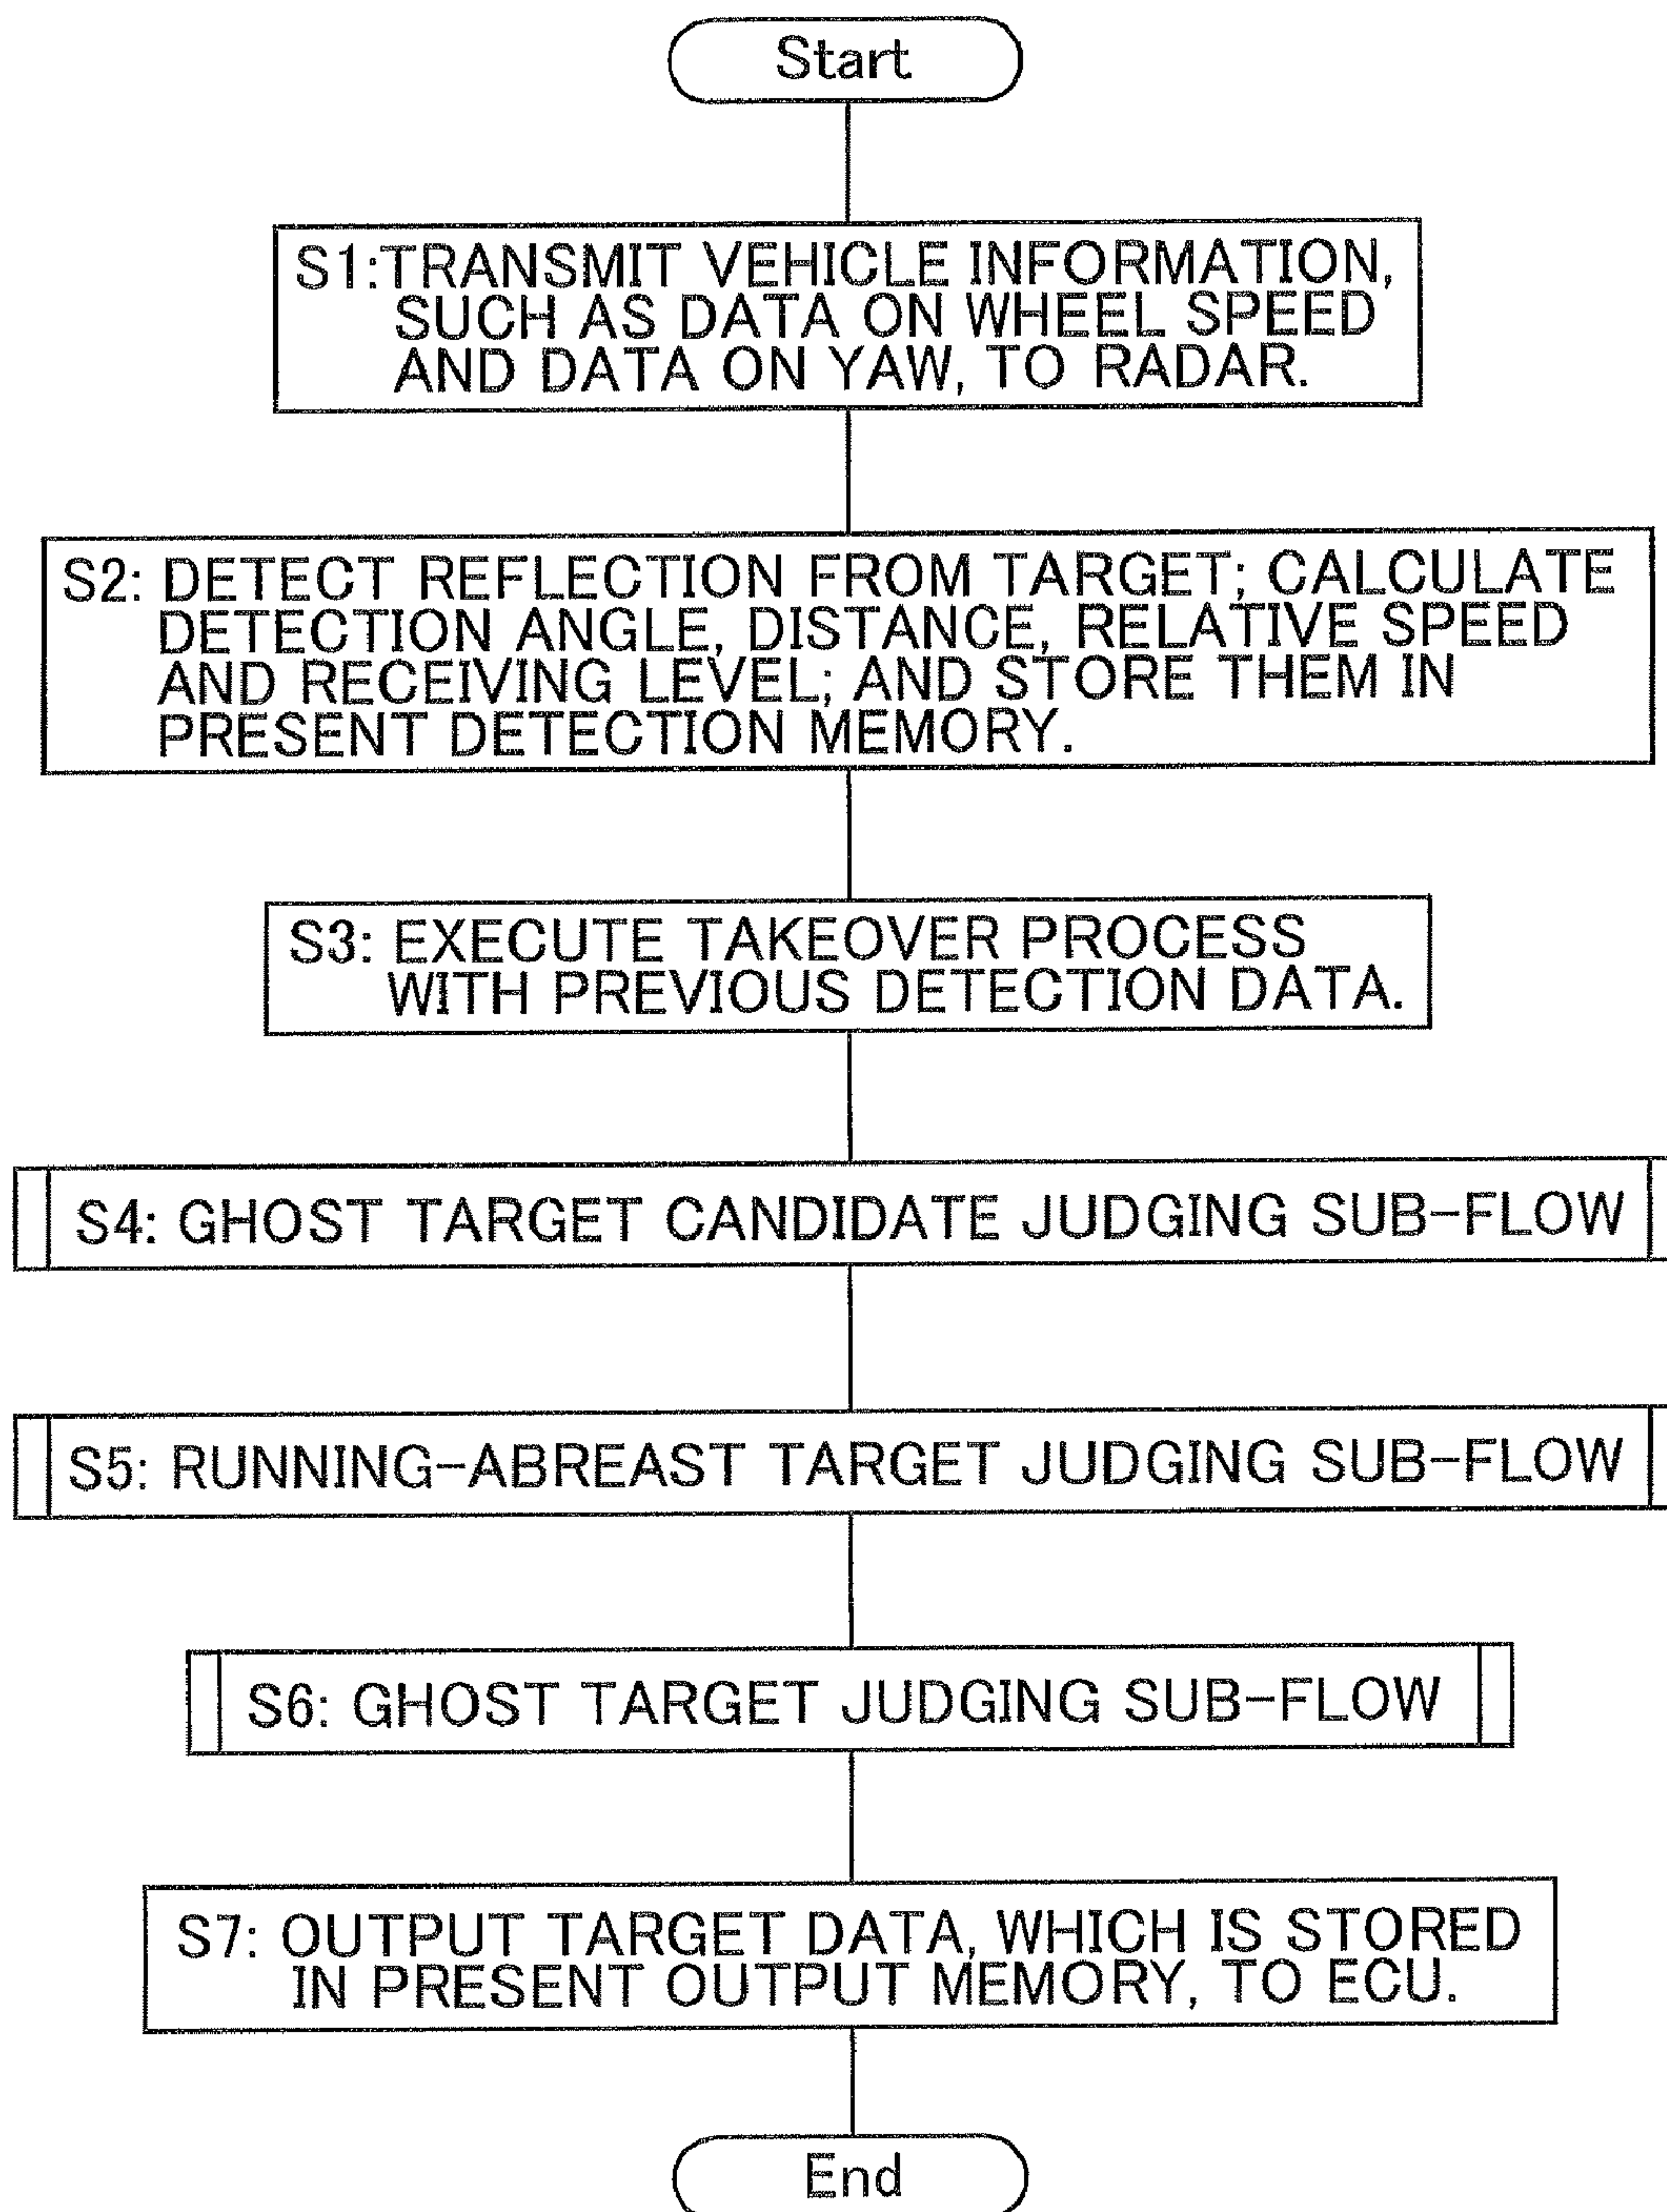 Start
S1:TRANSMIT VEHICLE INFORMATION,
SUCH AS DATA ON WHEEL SPEED
AND DATA ON YAW, TO RADAR.
S2: DETECT REFLECTION FROM TARGET; CALCULATE
DETECTION ANGLE, DISTANCE, RELATIVE SPEED
AND RECEIVING LEVEL; AND STORE THEM IN
PRESENT DETECTION MEMORY.
S3: EXECUTE TAKEOVER PROCESS
WITH PREVIOUS DETECTION DATA.
S4: GHOST TARGET CANDIDATE JUDGING SUB-FLOW
S5: RUNNING-ABREAST TARGET JUDGING SUB-FLOW
S6: GHOST TARGET JUDGING SUB-FLOW
S7: OUTPUT TARGET DATA, WHICH IS STORED
IN PRESENT OUTPUT MEMORY, TO ECU.
End